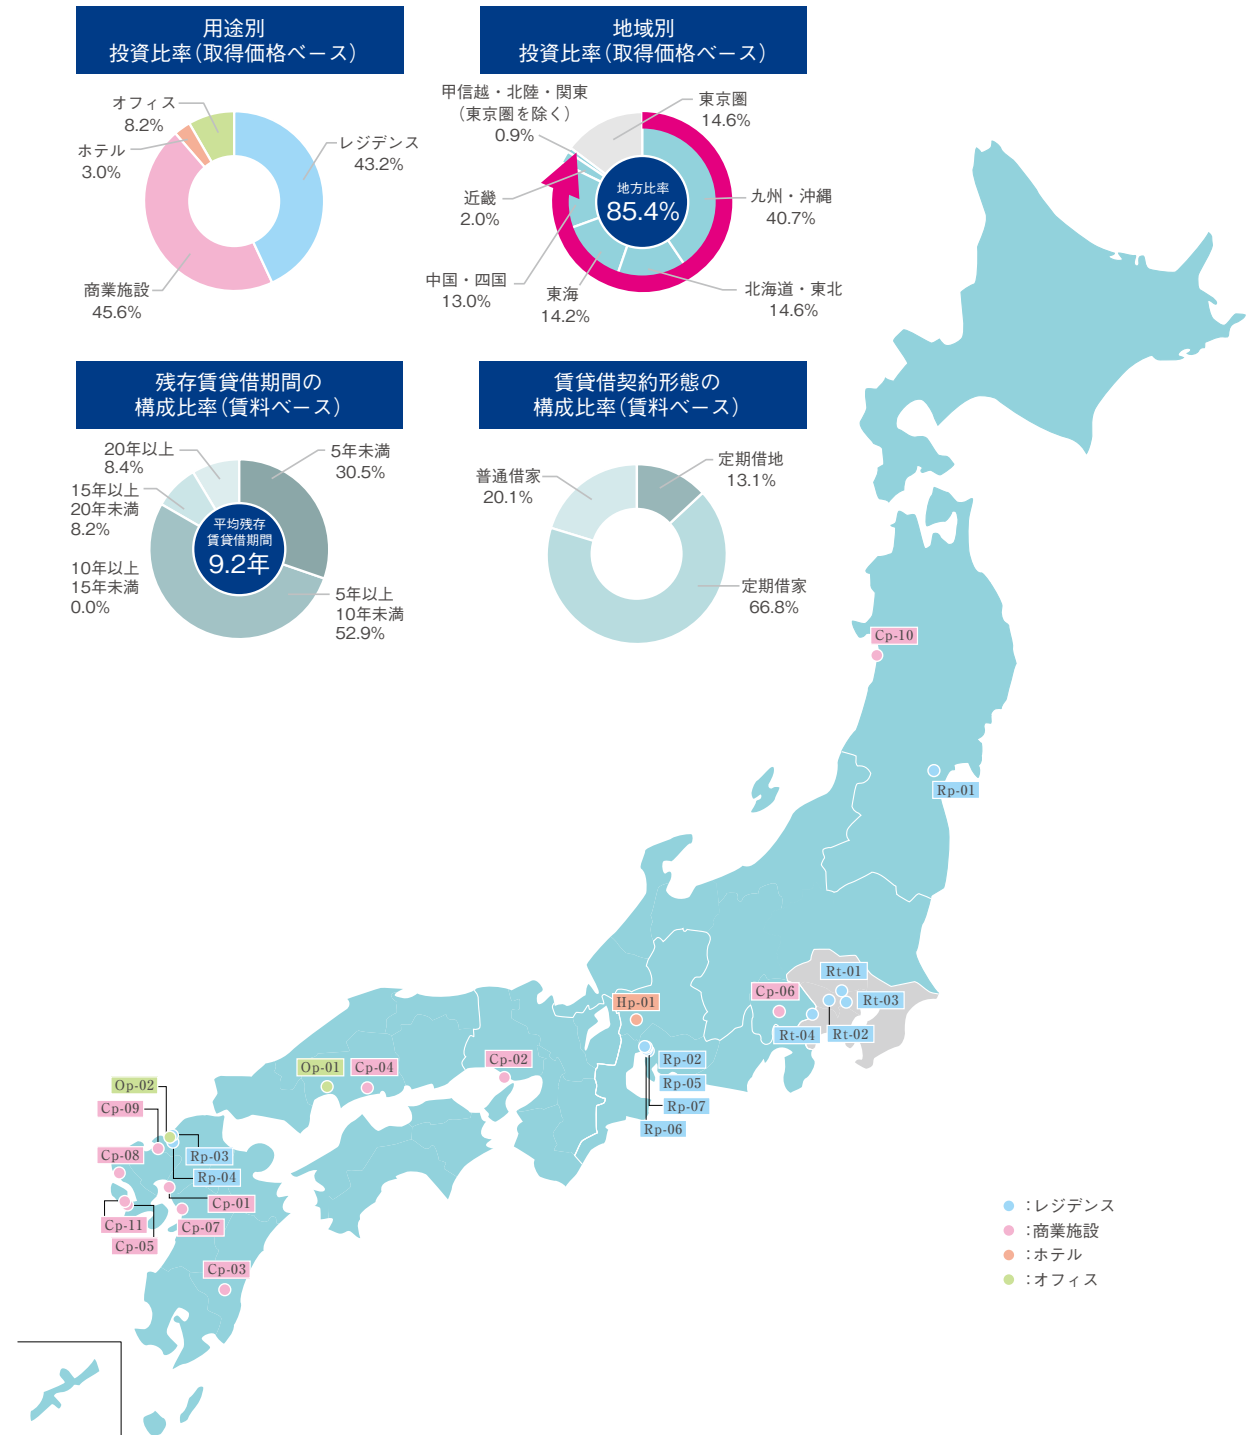 用途別
投資比率（取得価格ベース）
オフィス
8.2%
ホテル
3.0%
レジデンス
43.2%
商業施設
45.6%
地域別
投資比率（取得価格ベース）
甲信越・北陸・関東
（東京圏を除く）
0.9%
東京圏
14.6%
近畿
2.0%
地方比率
85.4%
九州・沖縄
40.7%
中国・四国
13.0%
東海
14.2%
北海道・東北
14.6%
残存賃貸借期間の
構成比率（賃料ベース）
20年以上
8.4%
5年未満
30.5%
15年以上
20年未満
8.2%
平均残存
賃貸借期間
9.2年
10年以上
15年未満
0.0%
5年以上
10年未満
52.9%
賃貸借契約形態の
構成比率（賃料ベース）
普通借家
20.1%
定期借地
13.1%
定期借家
66.8%
Cp-10
Rp-01
Rt-01
Cp-06
Rt-03
Hp-01
Rt-04
Rt-02
Cp-02
Rp-02
Op-01
Cp-04
Rp-05
Op-02
Rp-07
Cp-09
Rp-06
Cp-08
Rp-03
Rp-04
Cp-01
Cp-11
Cp-07
Cp-05
Cp-03
：レジデンス
：商業施設
：ホテル
：オフィス